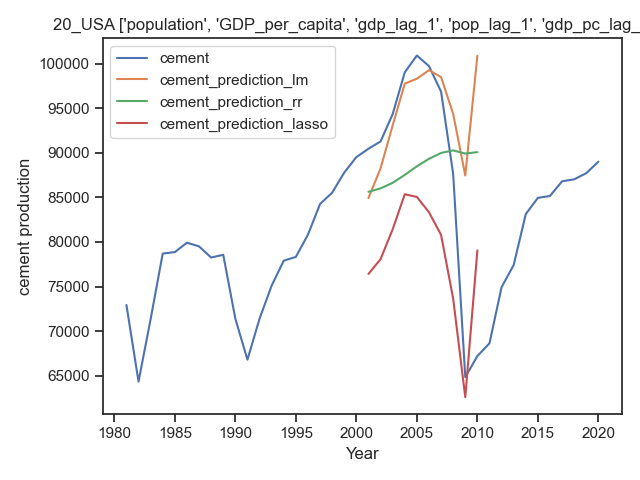 20_USA ['population', 'GDP_per_capita', 'gdp_lag_1', 'pop_lag_1', 'gdp_pc_lag_
cement
cement_prediction_lm
cement_prediction_rr
cement_prediction_lasso
100000
95000
90000
85000
80000
75000
70000
65000
cement production
1980
1985
1990
1995
2000
2005
2010
2015
2020
Year